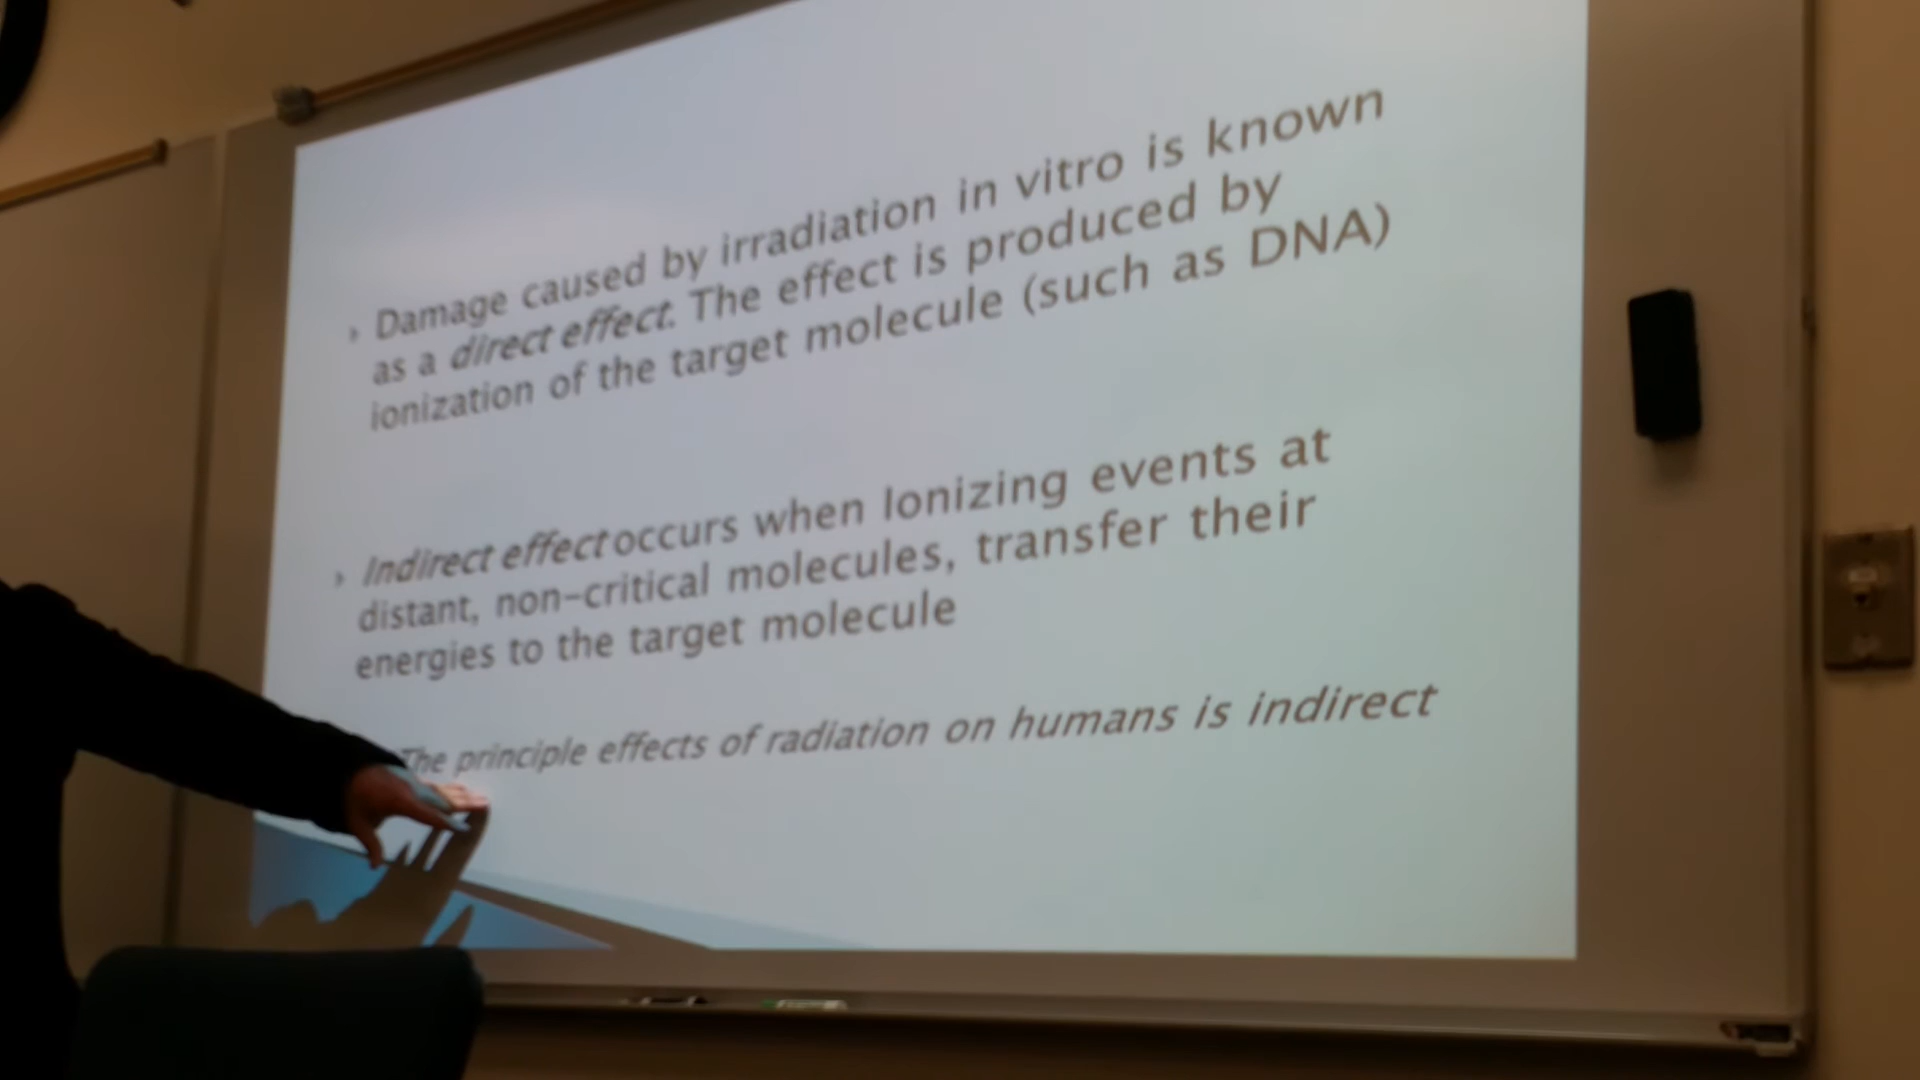 Damage caused by irradiation in vitro is known
as a direct effect. The effect is produced by
ionization of the target molecule (such as DNA)
Indirect effect occurs when Ionizing events at
distant, non-critical molecules, transfer their
energies to the target molecule
The principle effects of radiation on humans is indirect